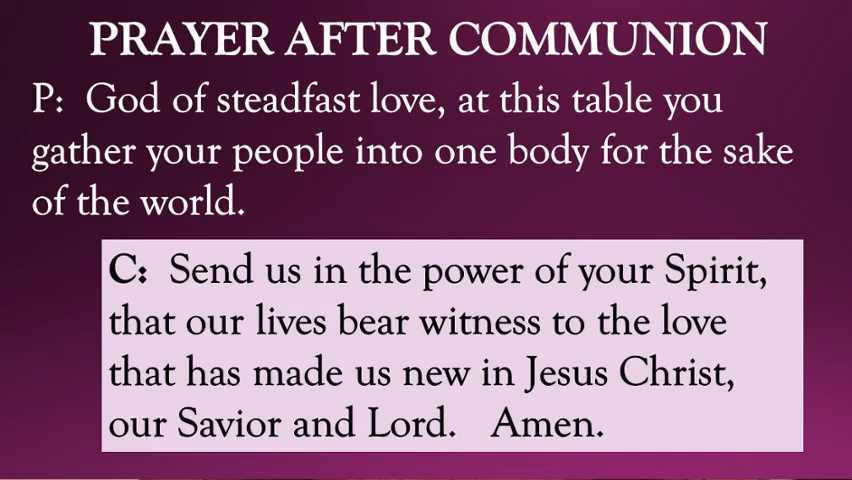 PRAYER AFTER COMMUNION
P: God of steadfast love, at this table you
gather your people into one body for the sake
of the world.
C: Send us in the power of your Spirit,
that our lives bear witness to the love
that has made us new in Jesus Christ,
our Savior and Lord. Amen.